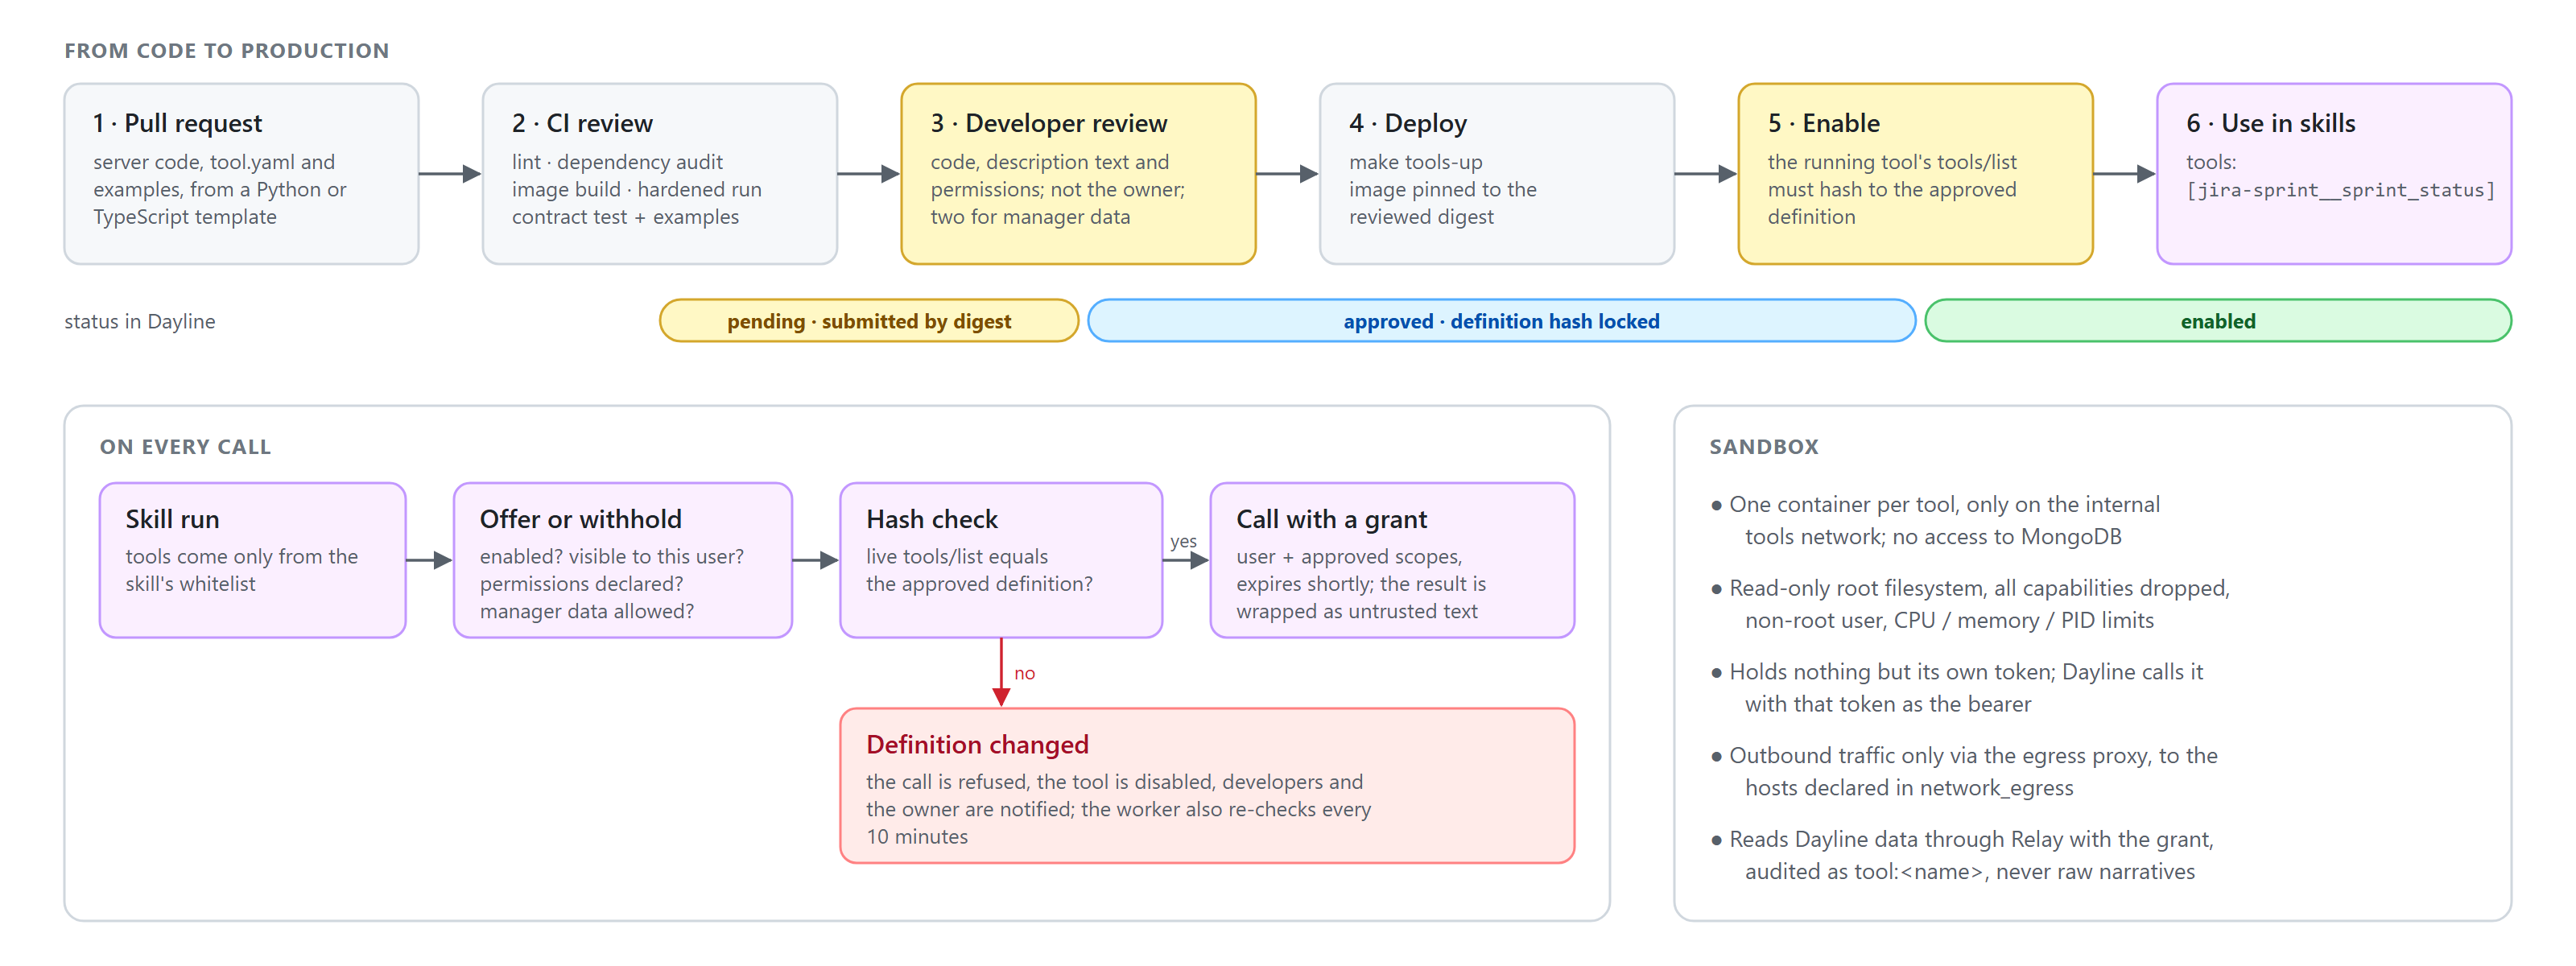 FROM CODE TO PRODUCTION
1 · Pull request
server code, tool.yaml and
examples, from a Python or
TypeScript template
2 · CI review
lint · dependency audit
image build · hardened run
contract test + examples
3 · Developer review
code, description text and
permissions; not the owner;
two for manager data
4 · Deploy
make tools-up
image pinned to the
reviewed digest
5 · Enable
the running tool's tools/list
must hash to the approved
definition
6 · Use in skills
tools:
[jira-sprint__sprint_status]
status in Dayline
pending · submitted by digest
approved · definition hash locked
enabled
ON EVERY CALL
Skill run
tools come only from the
skill's whitelist
Offer or withhold
enabled? visible to this user?
permissions declared?
manager data allowed?
Hash check
live tools/list equals
the approved definition?
yes
Call with a grant
user + approved scopes,
expires shortly; the result is
wrapped as untrusted text
no
Definition changed
the call is refused, the tool is disabled, developers and
the owner are notified; the worker also re-checks every
10 minutes
SANDBOX
● One container per tool, only on the internal
tools network; no access to MongoDB
● Read-only root filesystem, all capabilities dropped,
non-root user, CPU / memory / PID limits
● Holds nothing but its own token; Dayline calls it
with that token as the bearer
● Outbound traffic only via the egress proxy, to the
hosts declared in network_egress
● Reads Dayline data through Relay with the grant,
audited as tool:<name>, never raw narratives